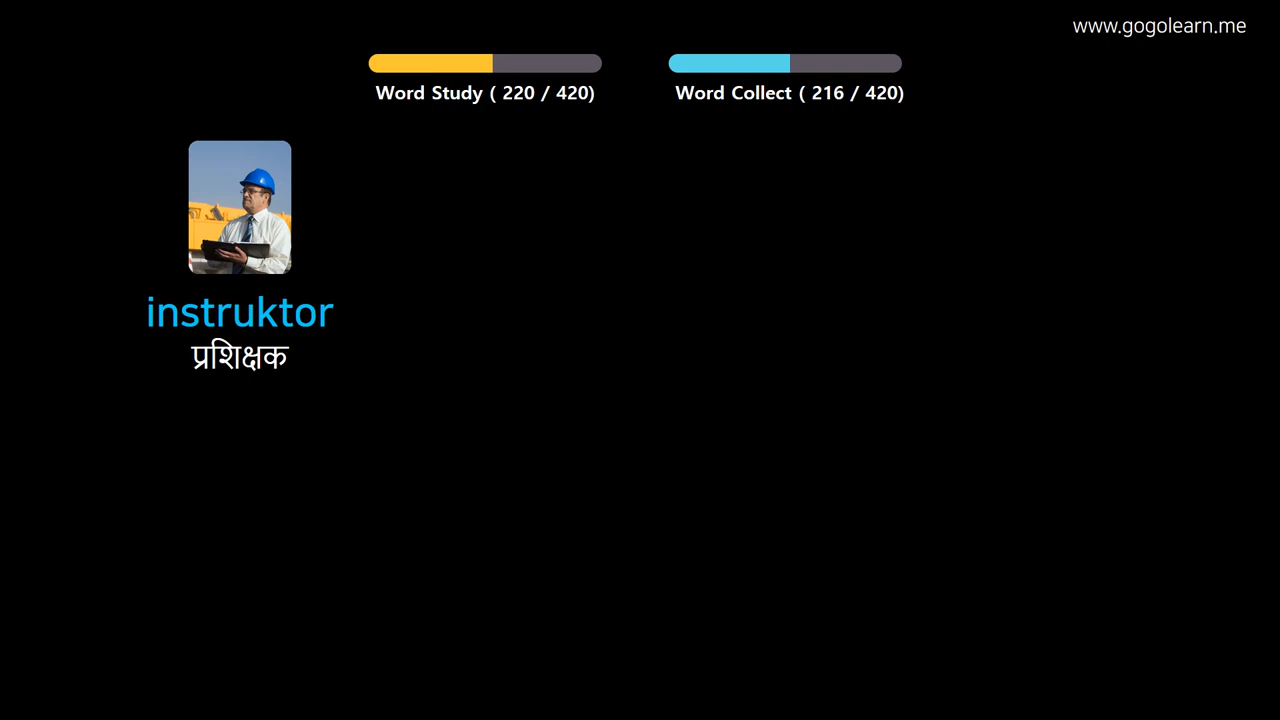 www.gogolearn.me
Word Study ( 220 / 420)
Word Collect ( 216 / 420)
instruktor
प्रशिक्षक